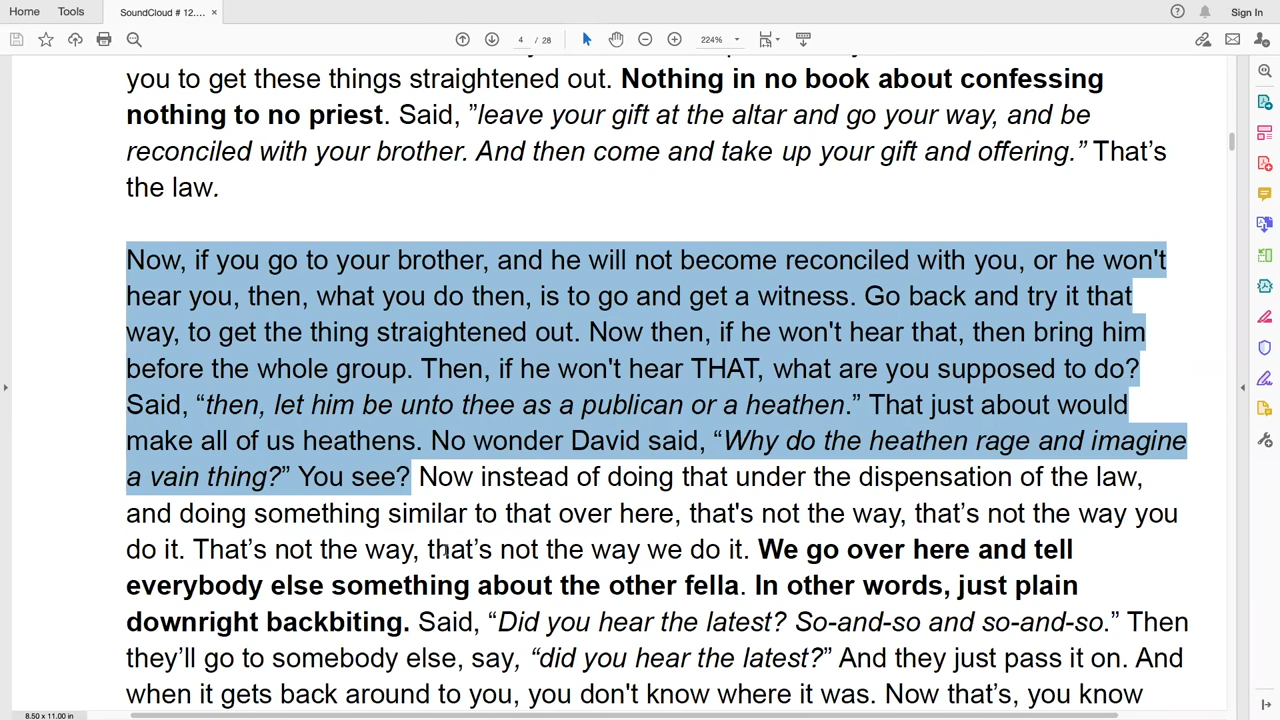 Home Tools SoundCloud # 12.... × Sign In
4 / 28 224%
you to get these things straightened out. Nothing in no book about confessing
nothing to no priest. Said, ”leave your gift at the altar and go your way, and be
reconciled with your brother. And then come and take up your gift and offering.” That’s
the law.
Now, if you go to your brother, and he will not become reconciled with you, or he won't
hear you, then, what you do then, is to go and get a witness. Go back and try it that
way, to get the thing straightened out. Now then, if he won't hear that, then bring him
before the whole group. Then, if he won't hear THAT, what are you supposed to do?
Said, “then, let him be unto thee as a publican or a heathen.” That just about would
make all of us heathens. No wonder David said, “Why do the heathen rage and imagine
a vain thing?” You see? Now instead of doing that under the dispensation of the law,
and doing something similar to that over here, that's not the way, that’s not the way you
do it. That’s not the way, that’s not the way we do it. We go over here and tell
everybody else something about the other fella. In other words, just plain
downright backbiting. Said, “Did you hear the latest? So-and-so and so-and-so.” Then
they’ll go to somebody else, say, “did you hear the latest?” And they just pass it on. And
when it gets back around to you, you don't know where it was. Now that’s, you know
8.50 x 11.00 in